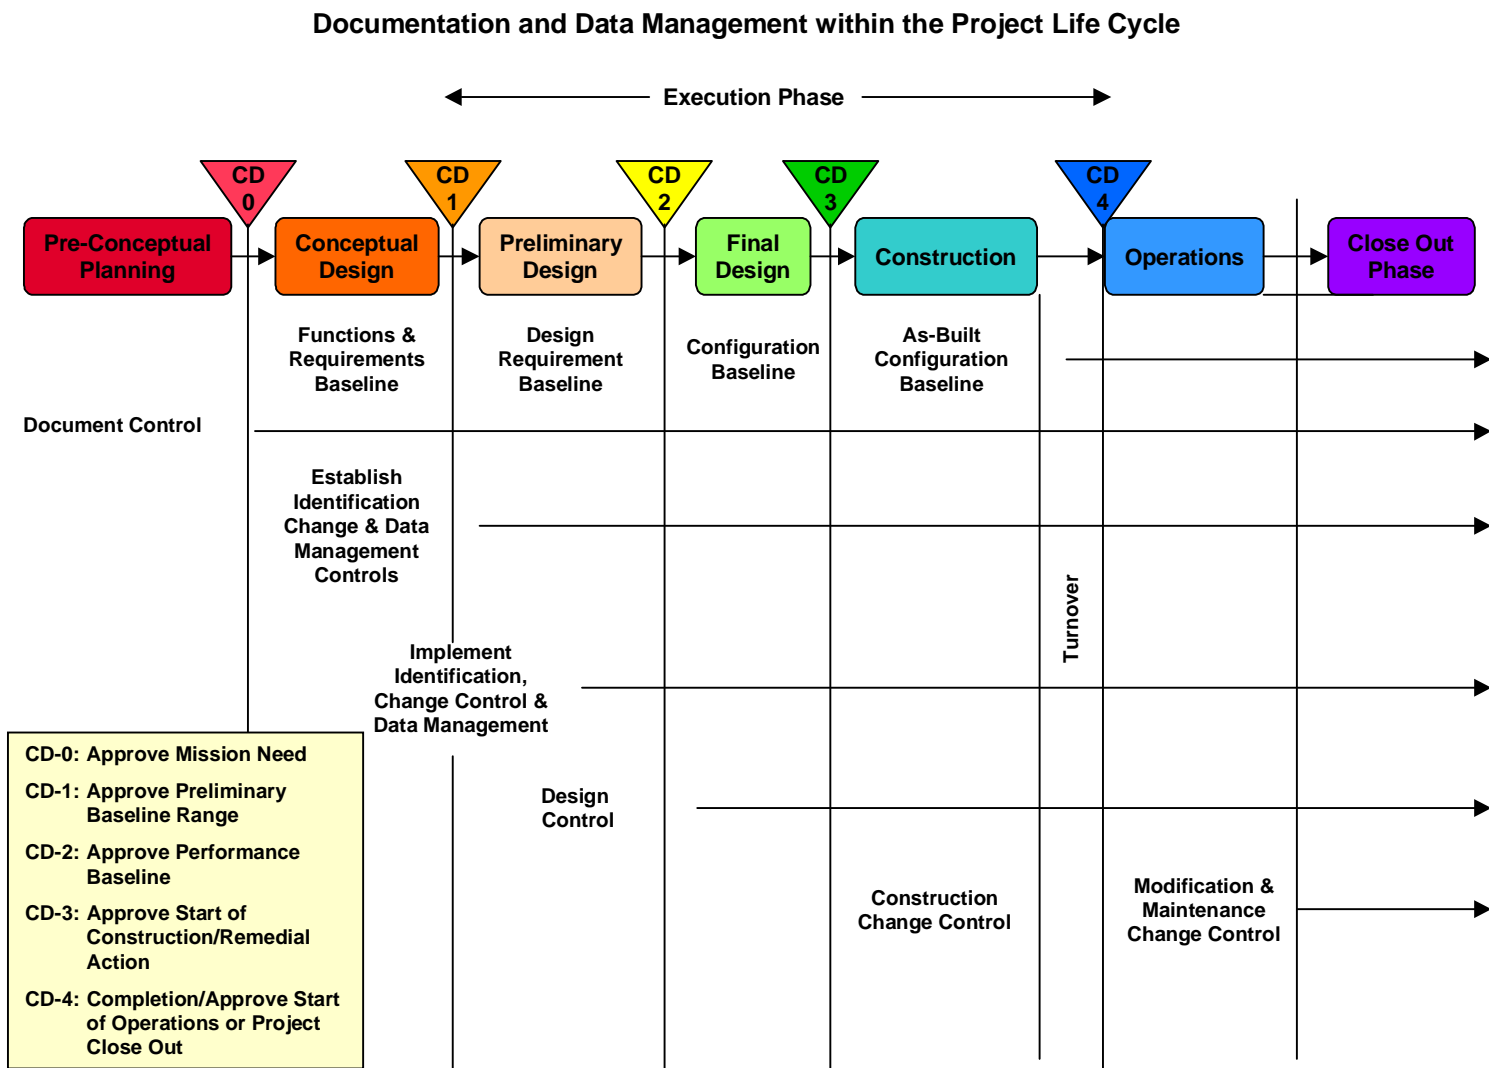 Documentation and Data Management within the Project Life Cycle
Execution Phase
CD
0
CD
1
CD
2
CD
3
CD
4
Pre-Conceptual
Planning
Conceptual
Design
Preliminary
Design
Final
Design
Construction
Operations
Close Out
Phase
Functions &
Requirements
Baseline
Design
Requirement
Baseline
Configuration
Baseline
As-Built
Configuration
Baseline
Document Control
Establish
Identification
Change & Data
Management
Controls
Turnover
Implement
Identification,
Change Control &
Data Management
Design
Control
Construction
Change Control
Modification &
Maintenance
Change Control
CD-0: Approve Mission Need
CD-1: Approve Preliminary
Baseline Range
CD-2: Approve Performance
Baseline
CD-3: Approve Start of
Construction/Remedial
Action
CD-4: Completion/Approve Start
of Operations or Project
Close Out